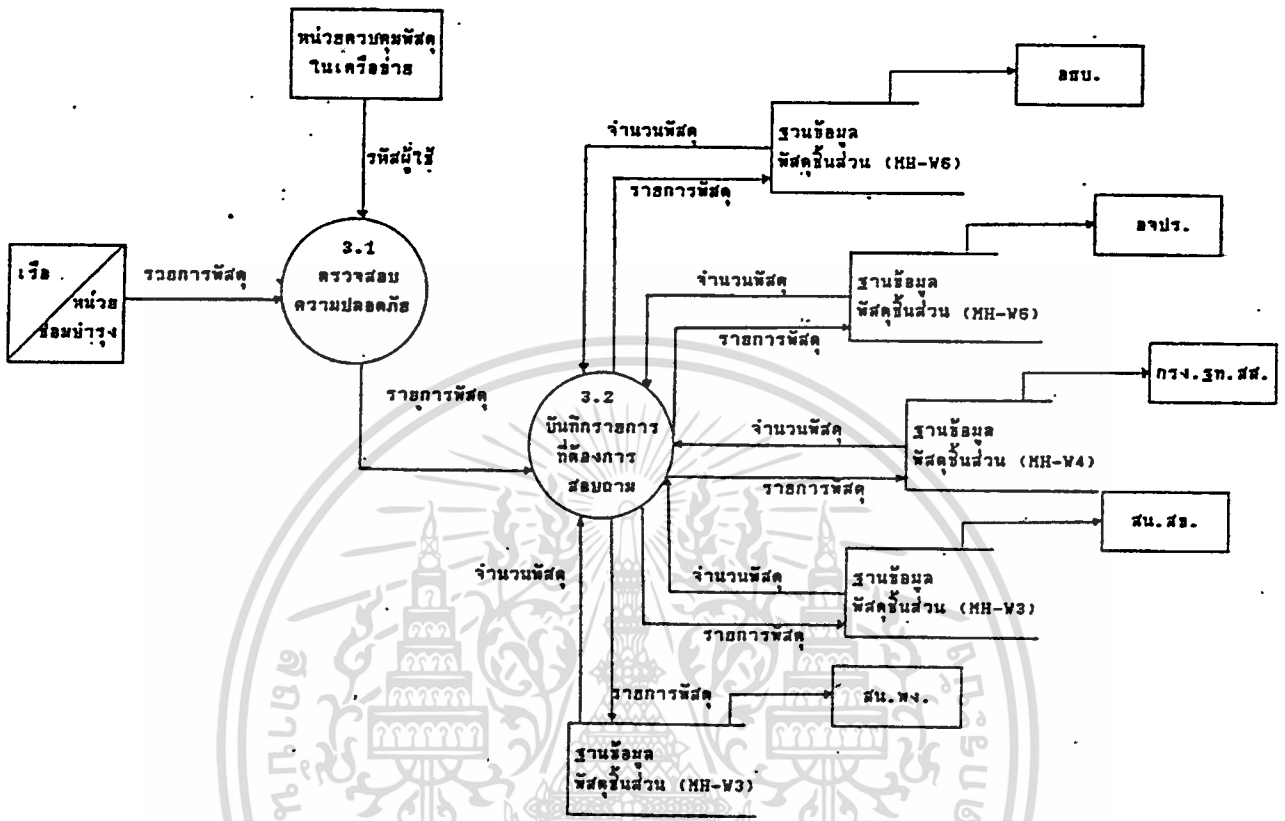 หน่วยควบคุมพัสดุ
ในเครือข่าย
รหัสผู้ใช้
เรือ
หน่วย
ซ่อมบำรุง
รายการพัสดุ
3.1
ตรวจสอบ
ความปลอดภัย
รายการพัสดุ
3.2
บันทึกรายการ
ที่ต้องการ
สอบถาม
จำนวนพัสดุ
รายการพัสดุ
ฐานข้อมูล
พัสดุชิ้นส่วน (MH-W6)
อธบ.
จำนวนพัสดุ
รายการพัสดุ
ฐานข้อมูล
พัสดุชิ้นส่วน (MH-W6)
อจปร.
จำนวนพัสดุ
รายการพัสดุ
ฐานข้อมูล
พัสดุชิ้นส่วน (MH-W4)
กรง.ฐท.สส.
จำนวนพัสดุ
รายการพัสดุ
ฐานข้อมูล
พัสดุชิ้นส่วน (MH-W3)
สน.สข.
จำนวนพัสดุ
รายการพัสดุ
ฐานข้อมูล
พัสดุชิ้นส่วน (MH-W3)
สน.พง.